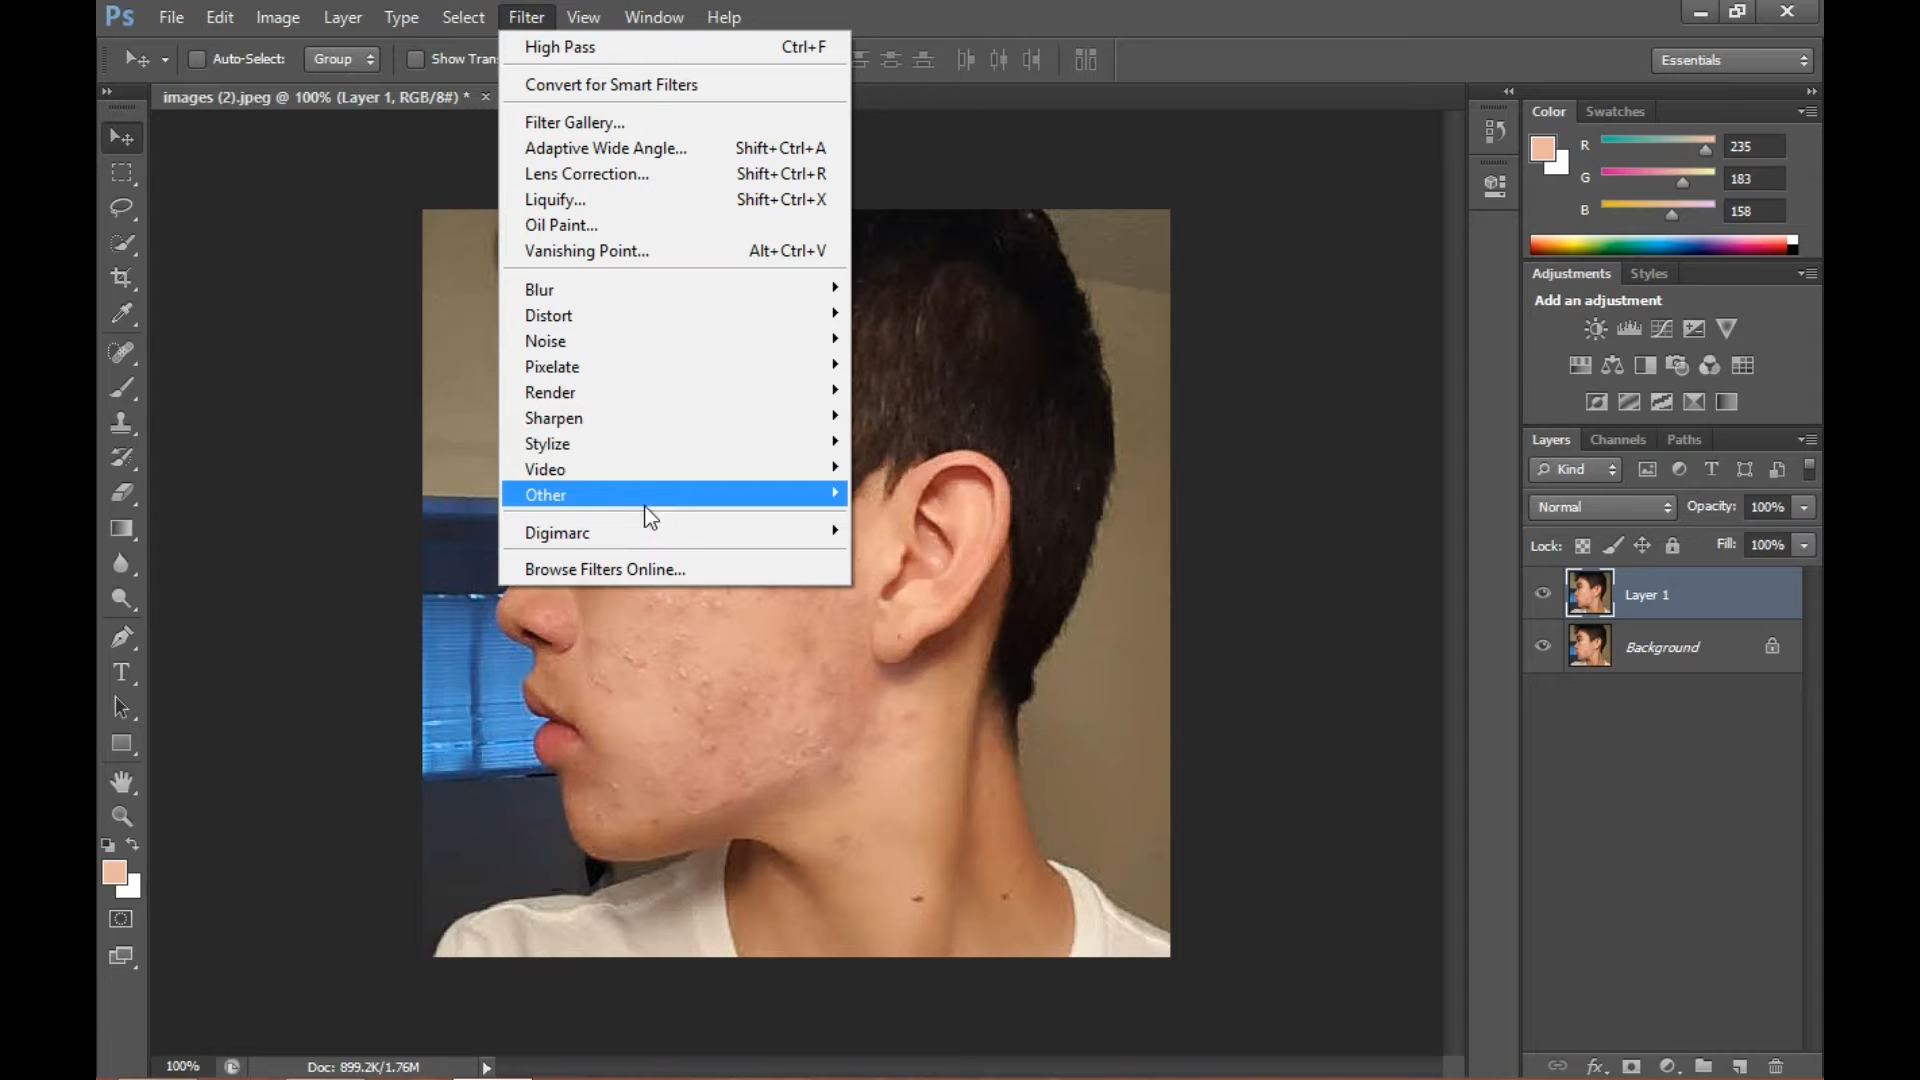 Ps File Edit Image Layer Type Select Filter View Window Help
Auto-Select: Group Show Tran Essentials
images (2).jpeg @ 100% (Layer 1, RGB/8#) * ×
High Pass Ctrl+F
Convert for Smart Filters
Filter Gallery...
Adaptive Wide Angle... Shift+Ctrl+A
Lens Correction... Shift+Ctrl+R
Liquify... Shift+Ctrl+X
Oil Paint...
Vanishing Point... Alt+Ctrl+V
Blur
Distort
Noise
Pixelate
Render
Sharpen
Stylize
Video
Other
Digimarc
Browse Filters Online...
Color Swatches
R 235
G 183
B 158
Adjustments Styles
Add an adjustment
Layers Channels Paths
Kind
Normal Opacity: 100%
Lock: Fill: 100%
Layer 1
Background
100% Doc: 899.2K/1.76M